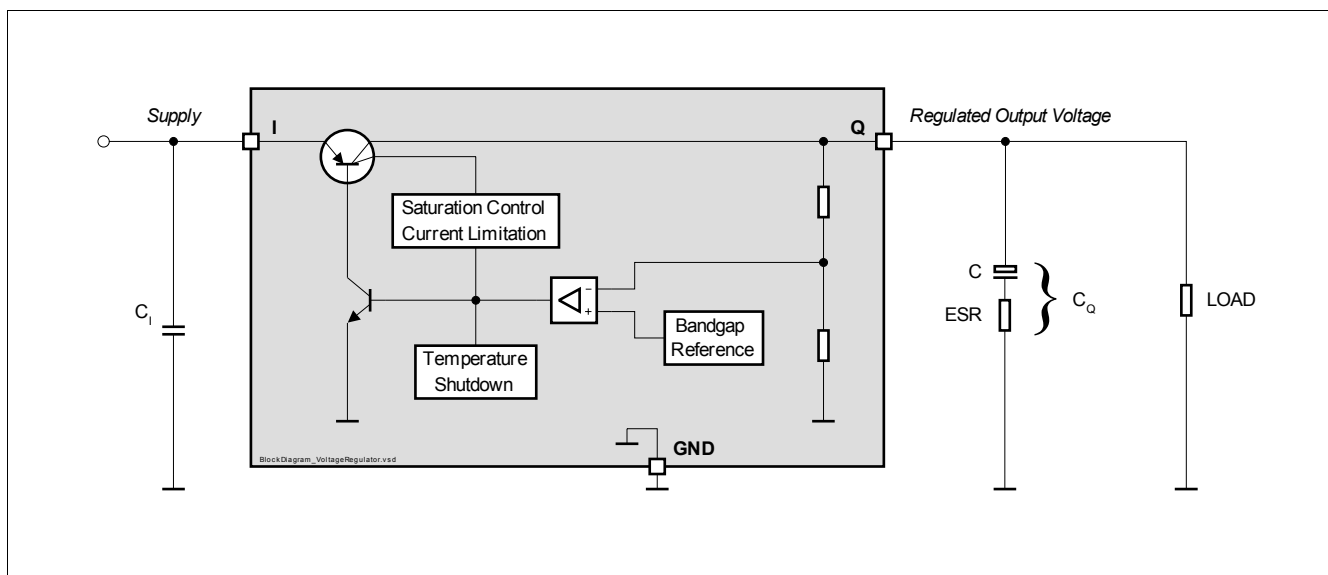 Supply
I
Q
Regulated Output Voltage
Saturation Control
Current Limitation
C
ESR
C_Q
LOAD
C_I
−
+
Bandgap
Reference
Temperature
Shutdown
GND
BlockDiagram_VoltageRegulator.vsd